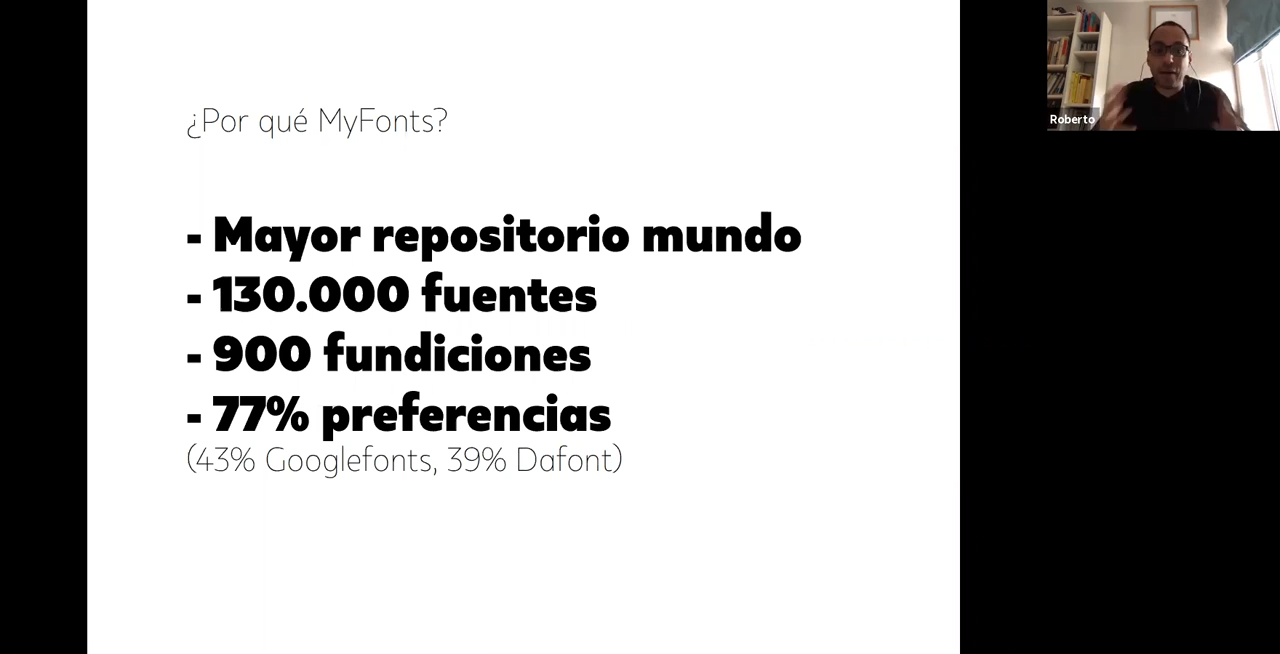 ¿Por qué MyFonts?
- Mayor repositorio mundo
- 130.000 fuentes
- 900 fundiciones
- 77% preferencias
(43% Googlefonts, 39% Dafont)
Roberto